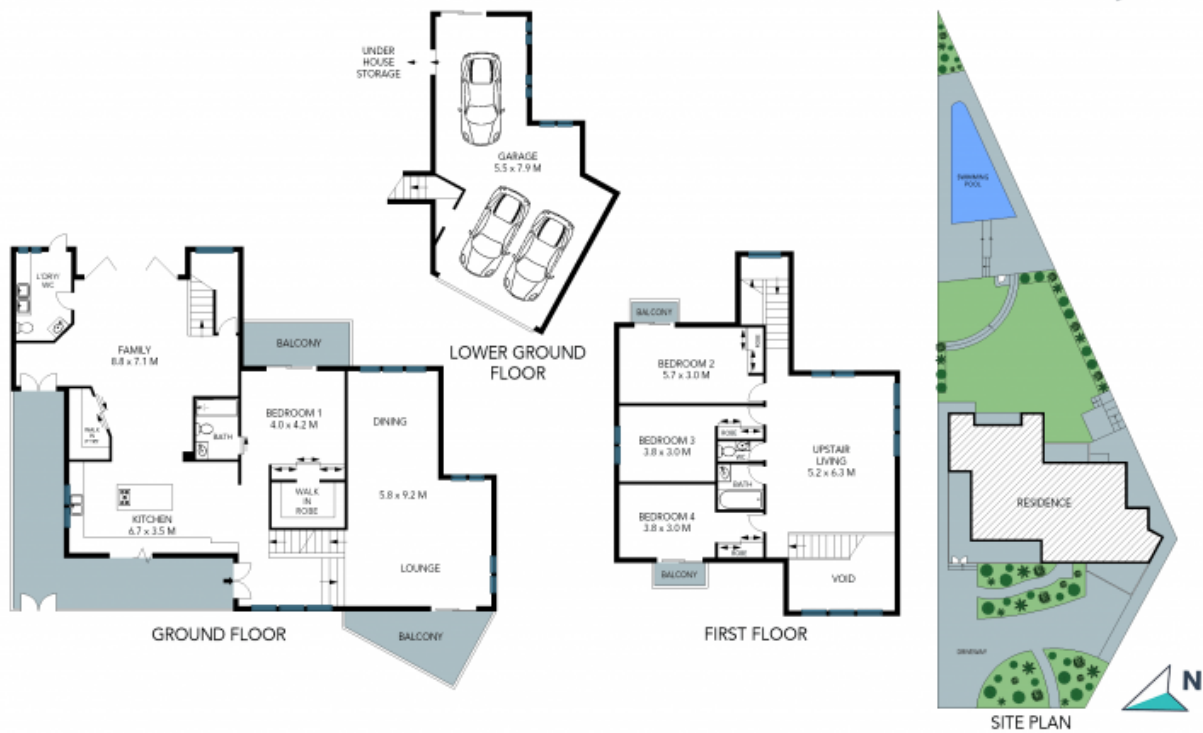 UNDER
HOUSE
STORAGE
GARAGE
5.5 x 7.9 M
LOWER GROUND
FLOOR
L'DRY/
WC
FAMILY
8.8 x 7.1 M
WALK
IN
BATH
KITCHEN
6.7 x 3.5 M
BALCONY
BEDROOM 1
4.0 x 4.2 M
WALK
IN
ROBE
DINING
5.8 x 9.2 M
LOUNGE
BALCONY
GROUND FLOOR
BALCONY
BEDROOM 2
5.7 x 3.0 M
ROBE
BEDROOM 3
3.8 x 3.0 M
ROBE
WC
BATH
BEDROOM 4
3.8 x 3.0 M
ROBE
BALCONY
UPSTAIR
LIVING
5.2 x 6.3 M
VOID
FIRST FLOOR
SWIMMING
POOL
RESIDENCE
DRIVEWAY
N
SITE PLAN